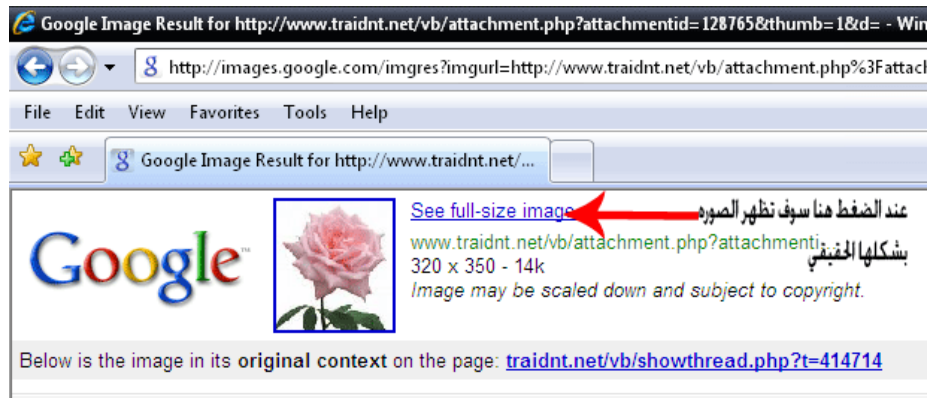 Google Image Result for http://www.traidnt.net/vb/attachment.php?attachmentid=128765&thumb=1&d= - Win
http://images.google.com/imgres?imgurl=http://www.traidnt.net/vb/attachment.php%3Fattach
File Edit View Favorites Tools Help
Google Image Result for http://www.traidnt.net/...
See full-size image
عند الضغط هنا سوف تظهر الصوره
www.traidnt.net/vb/attachment.php?attachmenti
بشكلها الحقيقي
Google™
320 x 350 - 14k
Image may be scaled down and subject to copyright.
Below is the image in its original context on the page: traidnt.net/vb/showthread.php?t=414714